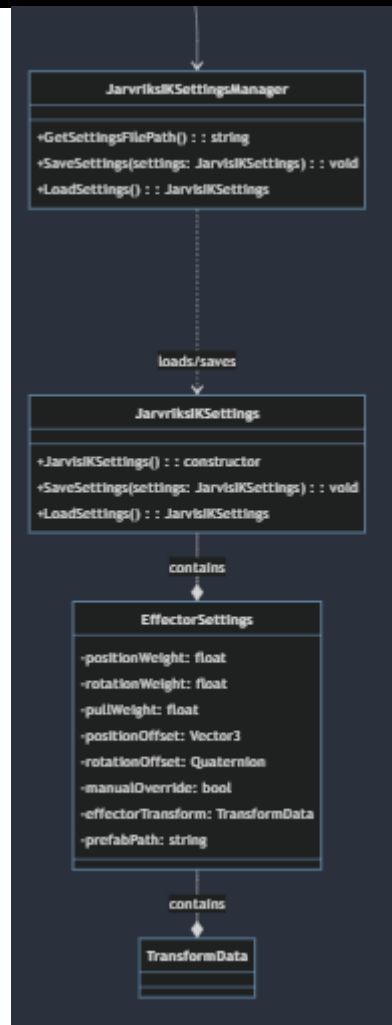 JarvriksIKSettingsManager
+GetSettingsFilePath() : : string
+SaveSettings(settings: JarvisIKSettings) : : void
+LoadSettings() : : JarvisIKSettings
loads/saves
JarvriksIKSettings
+JarvisIKSettings() : : constructor
+SaveSettings(settings: JarvisIKSettings) : : void
+LoadSettings() : : JarvisIKSettings
contains
EffectorSettings
-positionWeight: float
-rotationWeight: float
-pullWeight: float
-positionOffset: Vector3
-rotationOffset: Quaternion
-manualOverride: bool
-effectorTransform: TransformData
-prefabPath: string
contains
TransformData